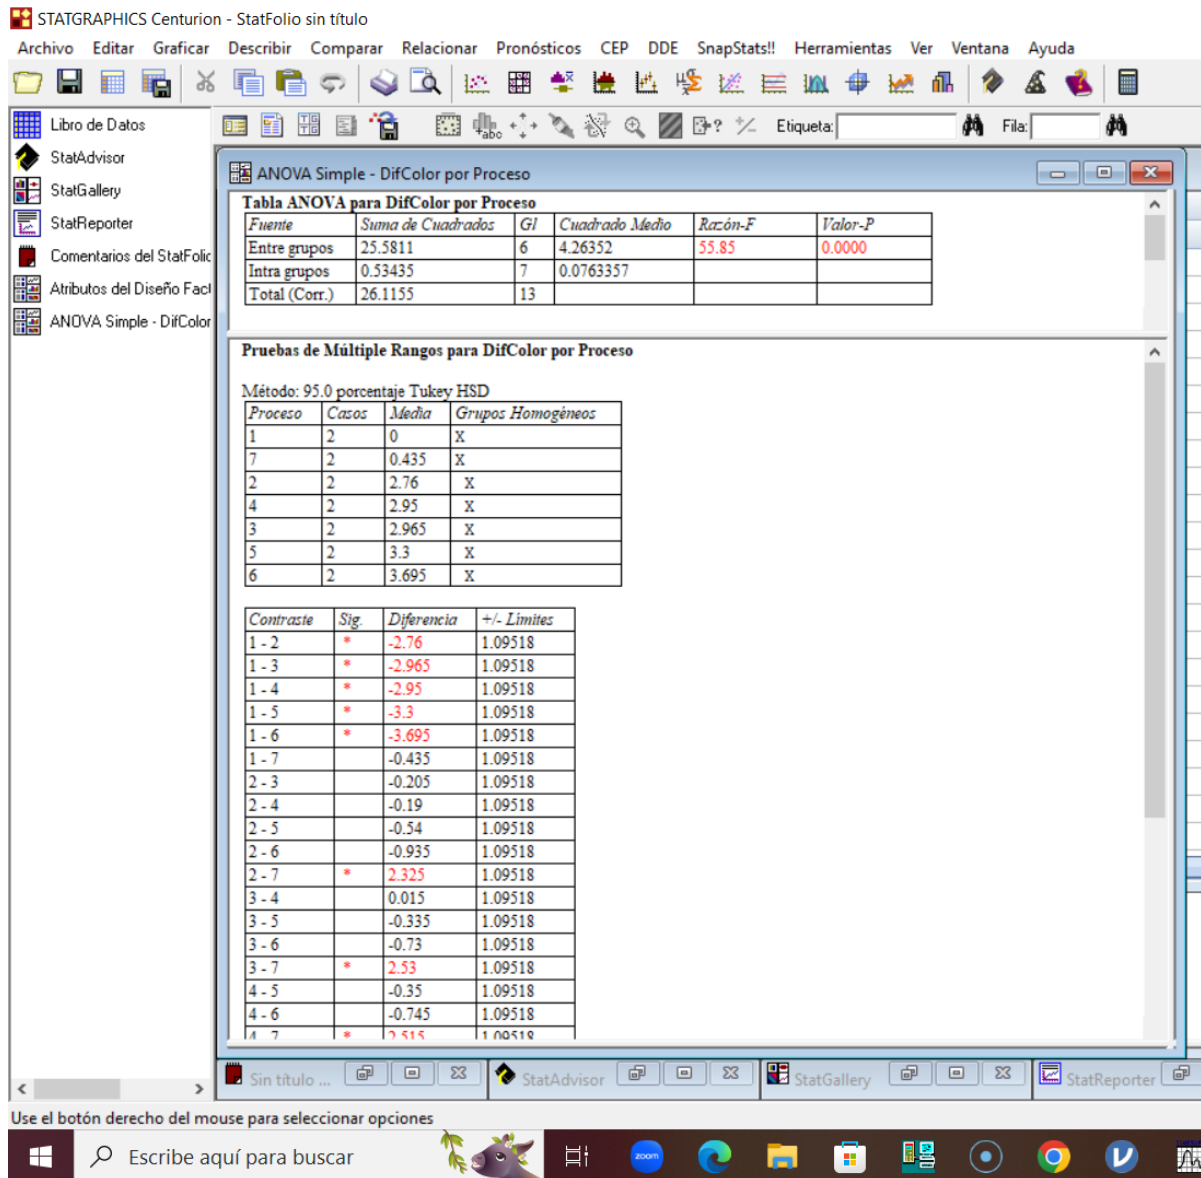 STATGRAPHICS Centurion - StatFolio sin título
Archivo Editar Graficar Describir Comparar Relacionar Pronósticos CEP DDE SnapStats!! Herramientas Ver Ventana Ayuda
Etiqueta: Fila:
Libro de Datos
StatAdvisor
StatGallery
StatReporter
Comentarios del StatFolio
Atributos del Diseño Fact
ANOVA Simple - DifColor
ANOVA Simple - DifColor por Proceso
Tabla ANOVA para DifColor por Proceso
Fuente Suma de Cuadrados Gl Cuadrado Medio Razón-F Valor-P
Entre grupos 25.5811 6 4.26352 55.85 0.0000
Intra grupos 0.53435 7 0.0763357
Total (Corr.) 26.1155 13
Pruebas de Múltiple Rangos para DifColor por Proceso
Método: 95.0 porcentaje Tukey HSD
Proceso Casos Media Grupos Homogéneos
1 2 0 X
7 2 0.435 X
2 2 2.76 X
4 2 2.95 X
3 2 2.965 X
5 2 3.3 X
6 2 3.695 X
Contraste Sig. Diferencia +/- Límites
1 - 2 * -2.76 1.09518
1 - 3 * -2.965 1.09518
1 - 4 * -2.95 1.09518
1 - 5 * -3.3 1.09518
1 - 6 * -3.695 1.09518
1 - 7 -0.435 1.09518
2 - 3 -0.205 1.09518
2 - 4 -0.19 1.09518
2 - 5 -0.54 1.09518
2 - 6 -0.935 1.09518
2 - 7 * 2.325 1.09518
3 - 4 0.015 1.09518
3 - 5 -0.335 1.09518
3 - 6 -0.73 1.09518
3 - 7 * 2.53 1.09518
4 - 5 -0.35 1.09518
4 - 6 -0.745 1.09518
4 - 7 * 2.515 1.09518
Sin título ... StatAdvisor StatGallery StatReporter
Use el botón derecho del mouse para seleccionar opciones
Escribe aquí para buscar
zoom